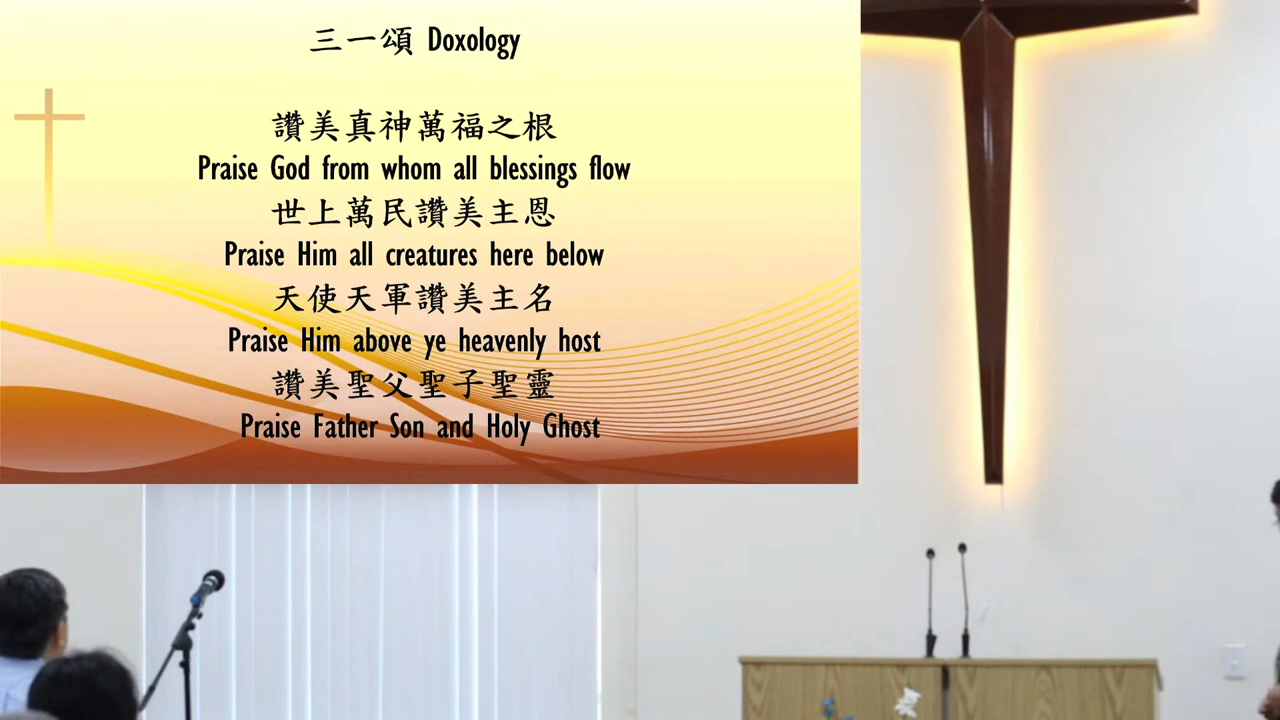 三一頌 Doxology
讚美真神萬福之根
Praise God from whom all blessings flow
世上萬民讚美主恩
Praise Him all creatures here below
天使天軍讚美主名
Praise Him above ye heavenly host
讚美聖父聖子聖靈
Praise Father Son and Holy Ghost